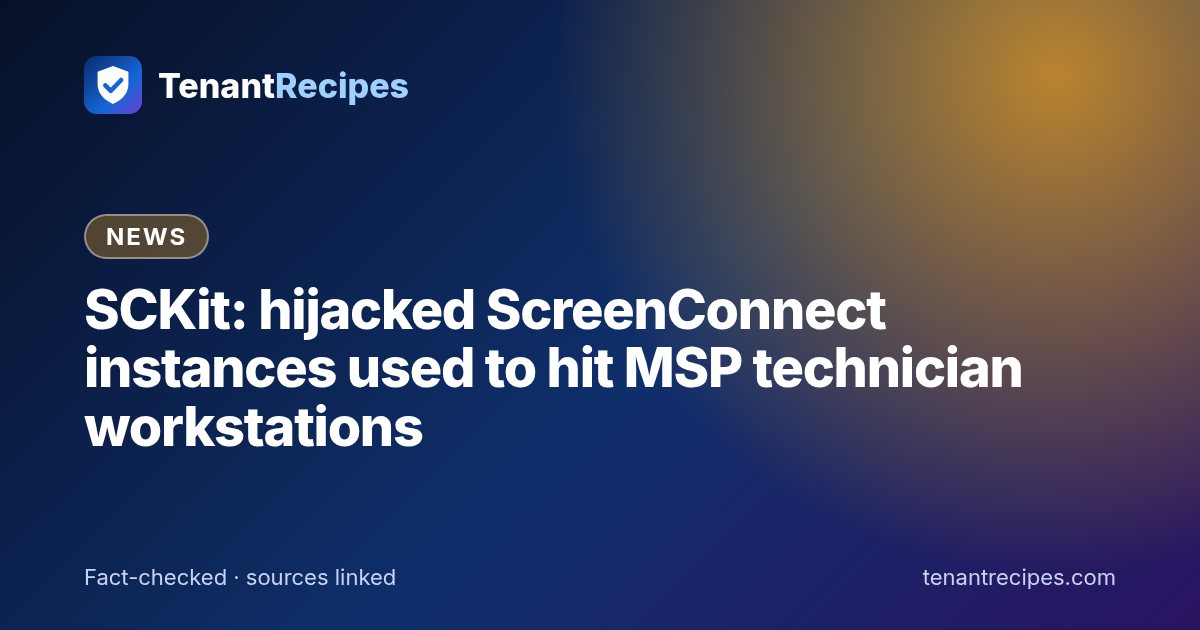 TenantRecipes
NEWS
SCKit: hijacked ScreenConnect
instances used to hit MSP technician
workstations
Fact-checked · sources linked
tenantrecipes.com